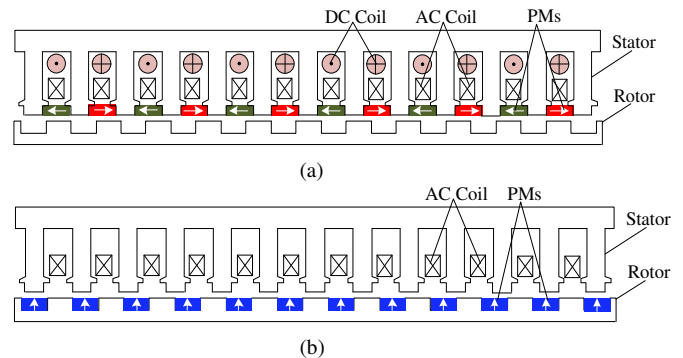 DC Coil AC Coil PMs
Stator
Rotor
(a)
AC Coil PMs
Stator
Rotor
(b)